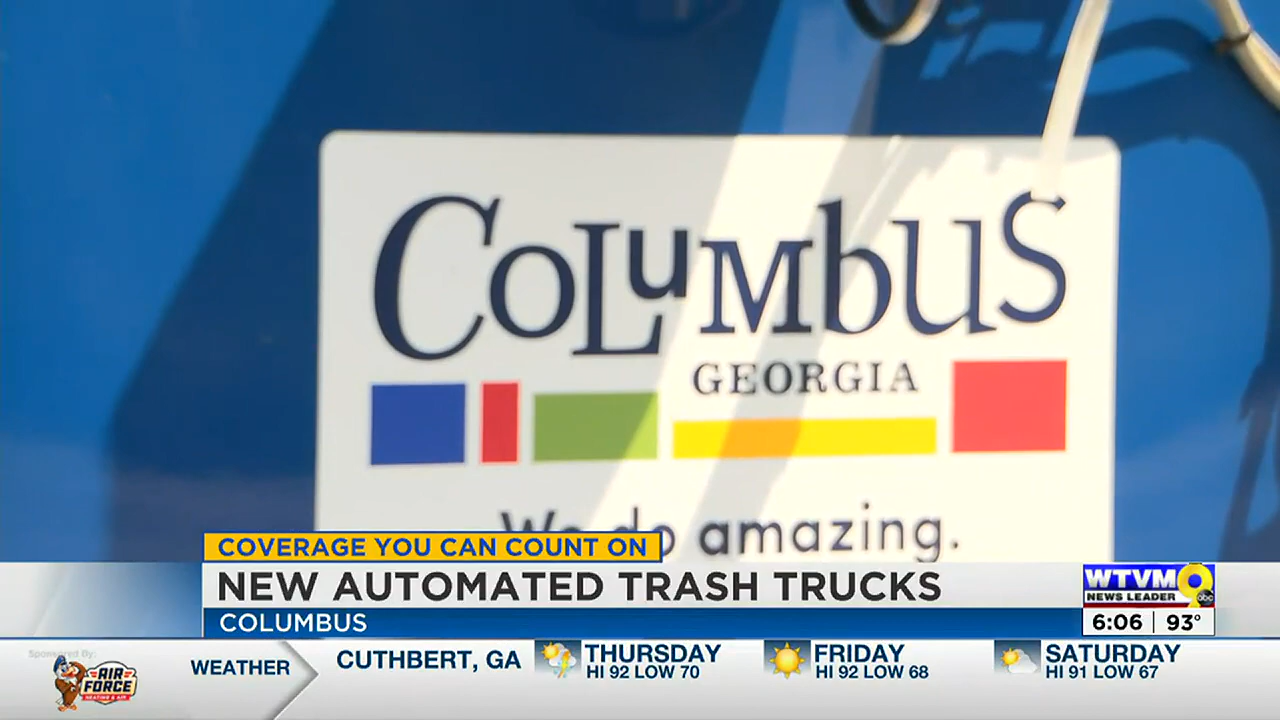 COLUMBUS
GEORGIA
We do amazing.
COVERAGE YOU CAN COUNT ON
NEW AUTOMATED TRASH TRUCKS
COLUMBUS
WTVM 9
NEWS LEADER abc
6:06 93°
Sponsored By:
AIR FORCE
HEATING & AIR
WEATHER
CUTHBERT, GA
THURSDAY
HI 92 LOW 70
FRIDAY
HI 92 LOW 68
SATURDAY
HI 91 LOW 67